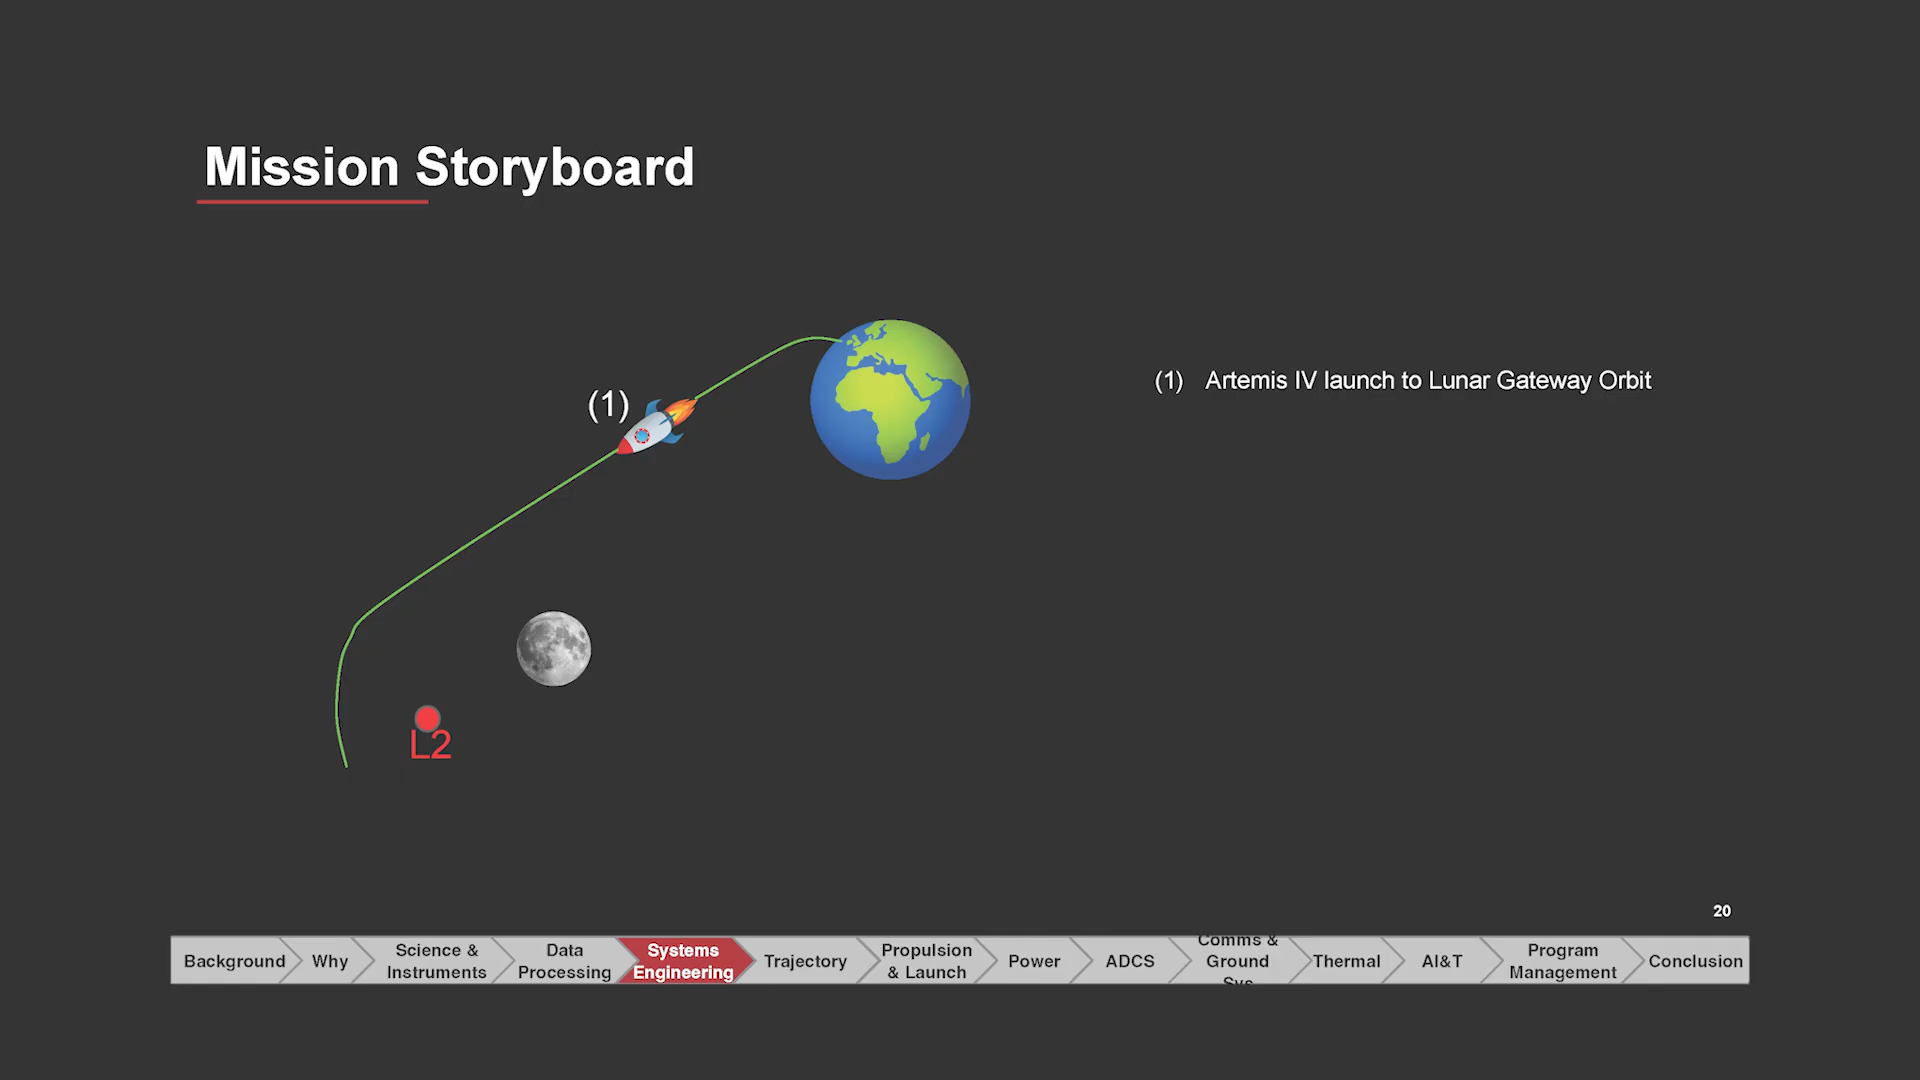 Mission Storyboard
(1)
(1) Artemis IV launch to Lunar Gateway Orbit
L2
20
Background
Why
Science &
Instruments
Data
Processing
Systems
Engineering
Trajectory
Propulsion
& Launch
Power
ADCS
Comms &
Ground
Sys
Thermal
AI&T
Program
Management
Conclusion